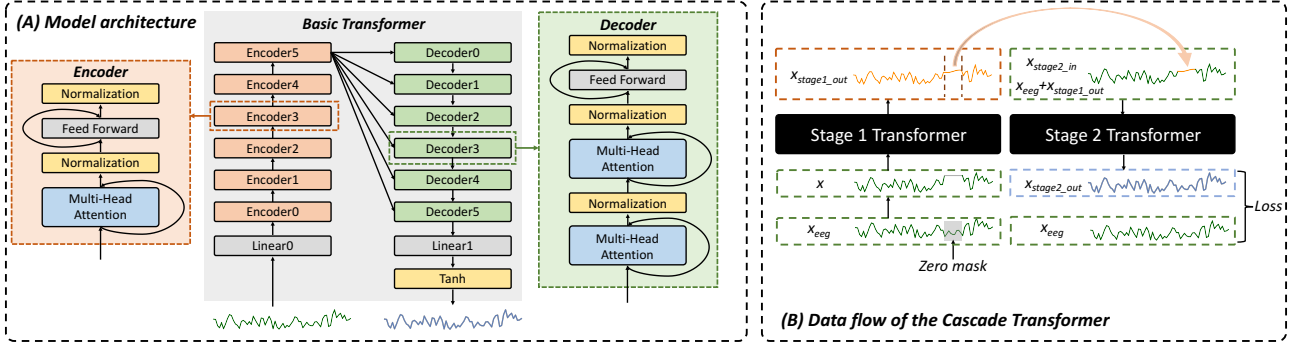 (A) Model architecture
Basic Transformer
Decoder
Encoder
Normalization
Feed Forward
Normalization
Multi-Head
Attention
Encoder5
Encoder4
Encoder3
Encoder2
Encoder1
Encoder0
Linear0
Decoder0
Decoder1
Decoder2
Decoder3
Decoder4
Decoder5
Linear1
Tanh
Normalization
Feed Forward
Normalization
Multi-Head
Attention
Normalization
Multi-Head
Attention
x_stage1_out
x_stage2_in
x_eeg+x_stage1_out
Stage 1 Transformer
Stage 2 Transformer
x
x_stage2_out
x_eeg
x_eeg
Loss
Zero mask
(B) Data flow of the Cascade Transformer